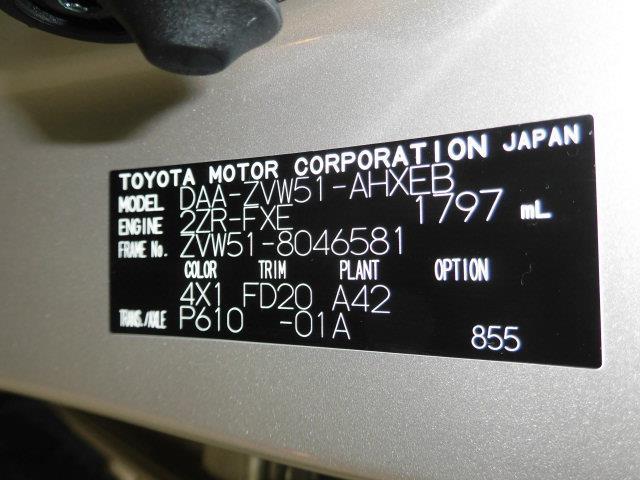 TOYOTA MOTOR CORPORATION JAPAN
MODEL DAA-ZVW51-AHXEB
ENGINE 2ZR-FXE 1797 mL
FRAME No. ZVW51-8046581
COLOR TRIM PLANT OPTION
4X1 FD20 A42
TRANS./AXLE P610 -01A
855